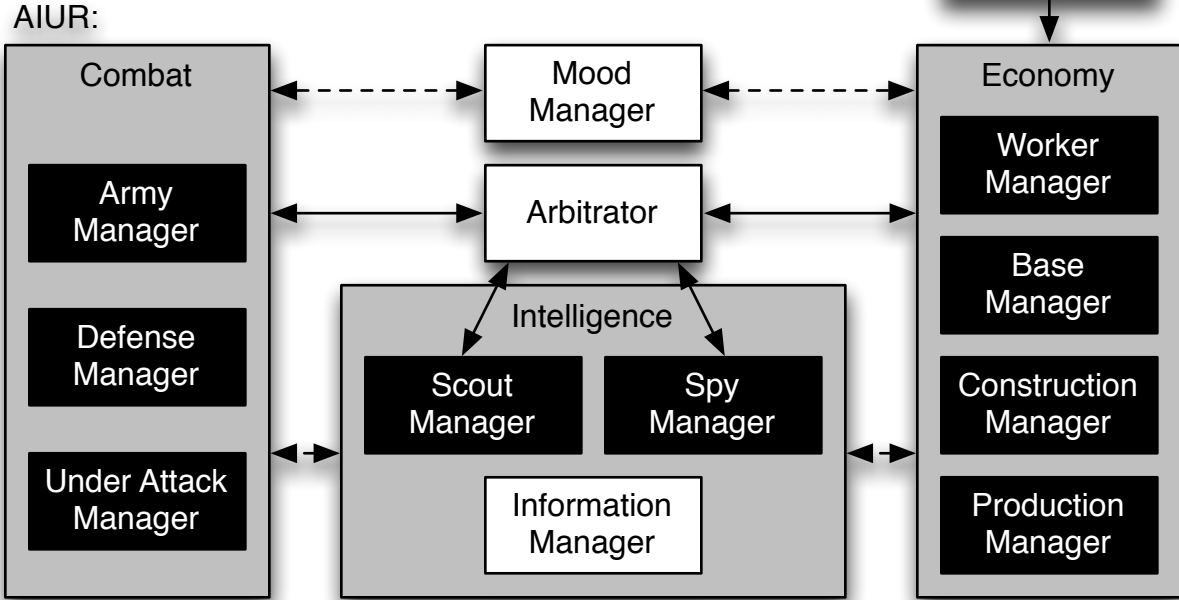 AIUR:
Combat
Army
Manager
Defense
Manager
Under Attack
Manager
Mood
Manager
Arbitrator
Intelligence
Scout
Manager
Spy
Manager
Information
Manager
Economy
Worker
Manager
Base
Manager
Construction
Manager
Production
Manager